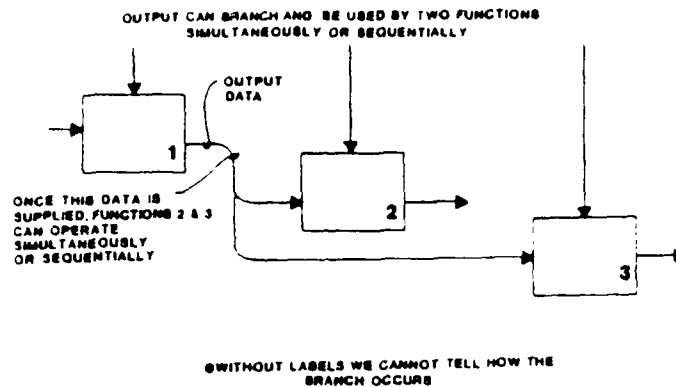 OUTPUT CAN BRANCH AND BE USED BY TWO FUNCTIONS
SIMULTANEOUSLY OR SEQUENTIALLY
OUTPUT
DATA
1
ONCE THIS DATA IS
SUPPLIED, FUNCTIONS 2 & 3
CAN OPERATE
SIMULTANEOUSLY
OR SEQUENTIALLY
2
3
WITHOUT LABELS WE CANNOT TELL HOW THE
BRANCH OCCURS